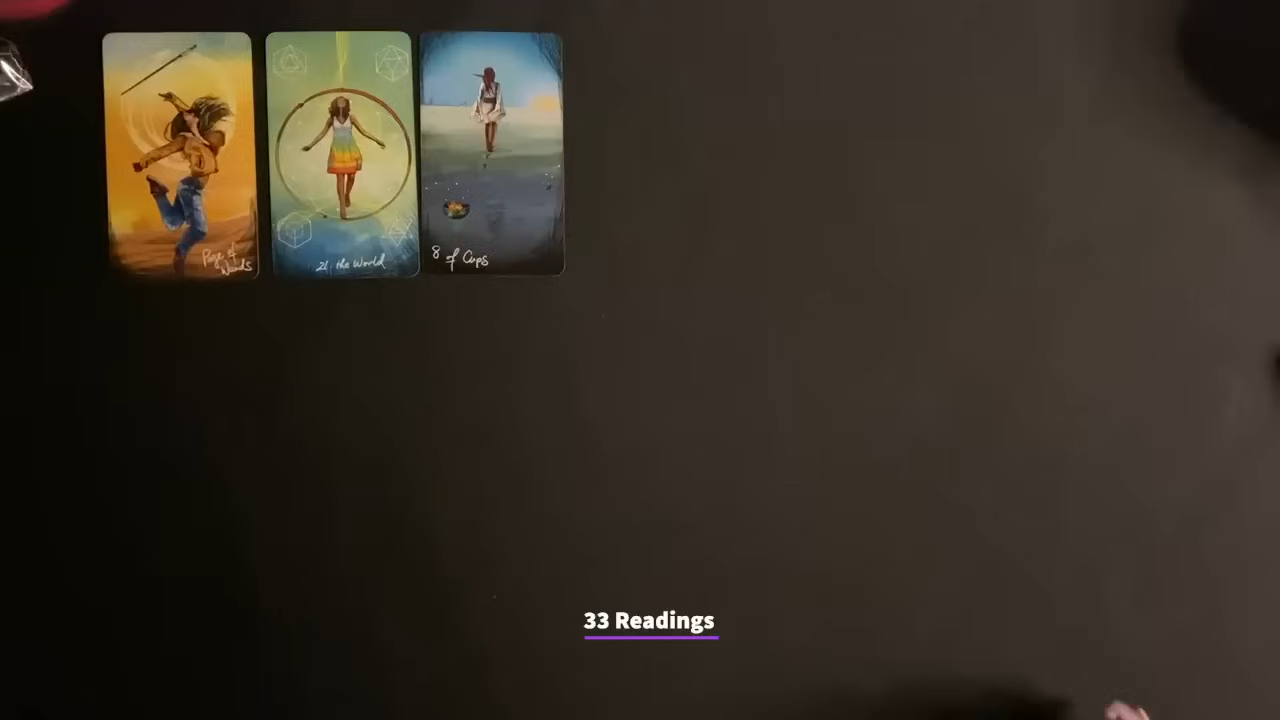 Page of
Wands
21. the World
8 of Cups
33 Readings